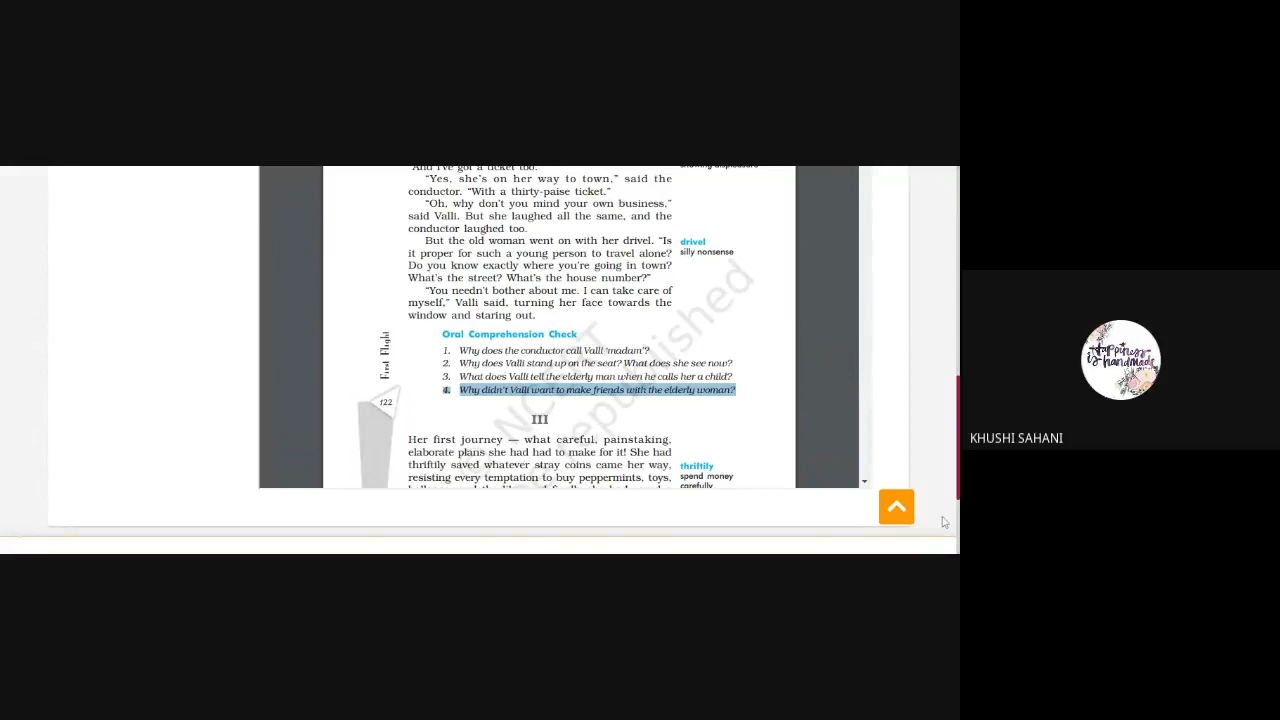 "And I've got a ticket too.
"Yes, she's on her way to town," said the
conductor. "With a thirty-paise ticket."
"Oh, why don't you mind your own business,"
said Valli. But she laughed all the same, and the
conductor laughed too.
But the old woman went on with her drivel. "Is
it proper for such a young person to travel alone?
Do you know exactly where you're going in town?
What's the street? What's the house number?"
"You needn't bother about me. I can take care of
myself," Valli said, turning her face towards the
window and staring out.
showing displeasure
drivel
silly nonsense
Oral Comprehension Check
1. Why does the conductor call Valli 'madam'?
2. Why does Valli stand up on the seat? What does she see now?
3. What does Valli tell the elderly man when he calls her a child?
4. Why didn't Valli want to make friends with the elderly woman?
First Flight
122
III
Her first journey — what careful, painstaking,
elaborate plans she had had to make for it! She had
thriftily saved whatever stray coins came her way,
resisting every temptation to buy peppermints, toys,
thriftily
spend money
carefully
NCERT
republished
Happiness
is handmade
KHUSHI SAHANI